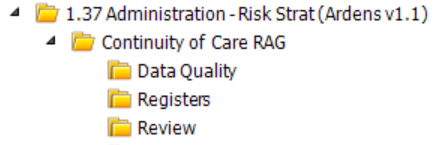 1.37 Administration - Risk Strat (Ardens v1.1)
Continuity of Care RAG
Data Quality
Registers
Review